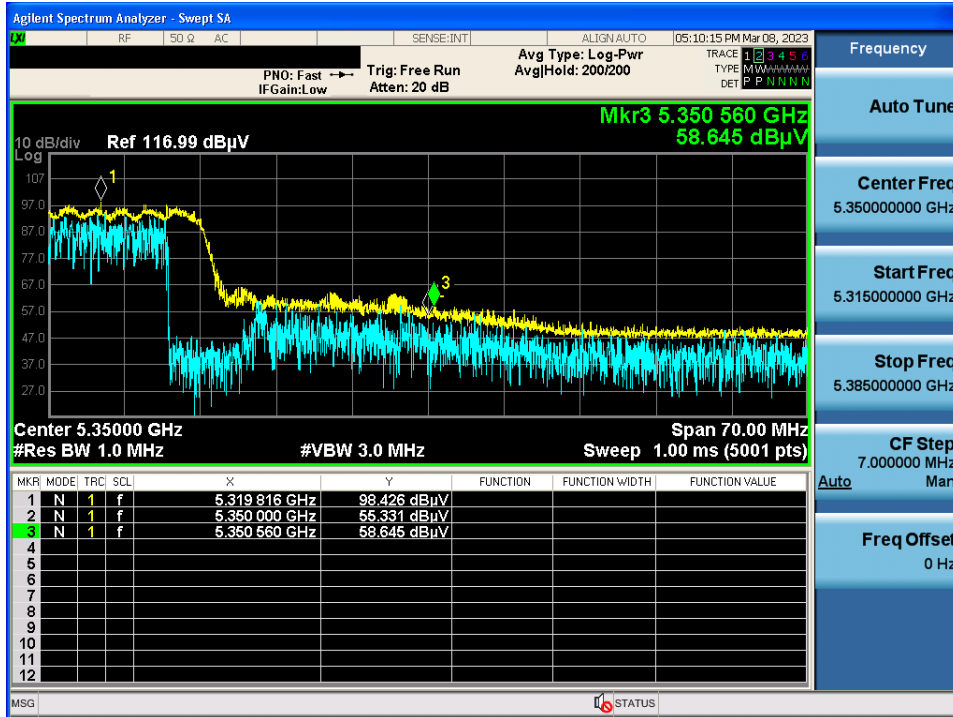 Agilent Spectrum Analyzer - Swept SA
LXI RF 50 Ω AC SENSE:INT ALIGN AUTO 05:10:15 PM Mar 08, 2023
PNO: Fast
IFGain:Low
Trig: Free Run
Atten: 20 dB
Avg Type: Log-Pwr
Avg|Hold: 200/200
TRACE 1 2 3 4 5 6
TYPE M W W W W W
DET P P N N N N
Mkr3 5.350 560 GHz
58.645 dBµV
10 dB/div Ref 116.99 dBµV
Log
107
97.0
87.0
77.0
67.0
57.0
47.0
37.0
27.0
1
3
Center 5.35000 GHz Span 70.00 MHz
#Res BW 1.0 MHz #VBW 3.0 MHz Sweep 1.00 ms (5001 pts)
MKR MODE TRC SCL X Y FUNCTION FUNCTION WIDTH FUNCTION VALUE
1 N 1 f 5.319 816 GHz 98.426 dBµV
2 N 1 f 5.350 000 GHz 55.331 dBµV
3 N 1 f 5.350 560 GHz 58.645 dBµV
4
5
6
7
8
9
10
11
12
MSG STATUS
Frequency
Auto Tune
Center Freq
5.350000000 GHz
Start Freq
5.315000000 GHz
Stop Freq
5.385000000 GHz
CF Step
7.000000 MHz
Auto Man
Freq Offset
0 Hz